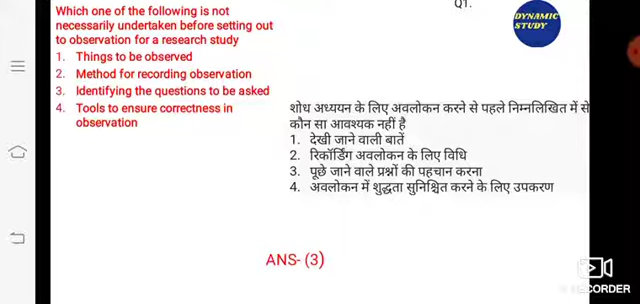 Which one of the following is not
necessarily undertaken before setting out
to observation for a research study
1. Things to be observed
2. Method for recording observation
3. Identifying the questions to be asked
4. Tools to ensure correctness in
observation
Q1.
DYNAMIC
STUDY
शोध अध्ययन के लिए अवलोकन करने से पहले निम्नलिखित में से
कौन सा आवश्यक नहीं है
1. देखी जाने वाली बातें
2. रिकॉर्डिंग अवलोकन के लिए विधि
3. पूछे जाने वाले प्रश्नों की पहचान करना
4. अवलोकन में शुद्धता सुनिश्चित करने के लिए उपकरण
ANS- (3)
RECORDER